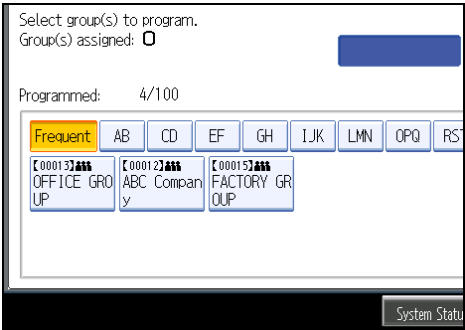 Select group(s) to program.
Group(s) assigned: 0
Programmed: 4/100
Frequent AB CD EF GH IJK LMN OPQ RST
【00013】 【00012】 【00015】
OFFICE GRO ABC Compan FACTORY GR
UP y OUP
System Statu